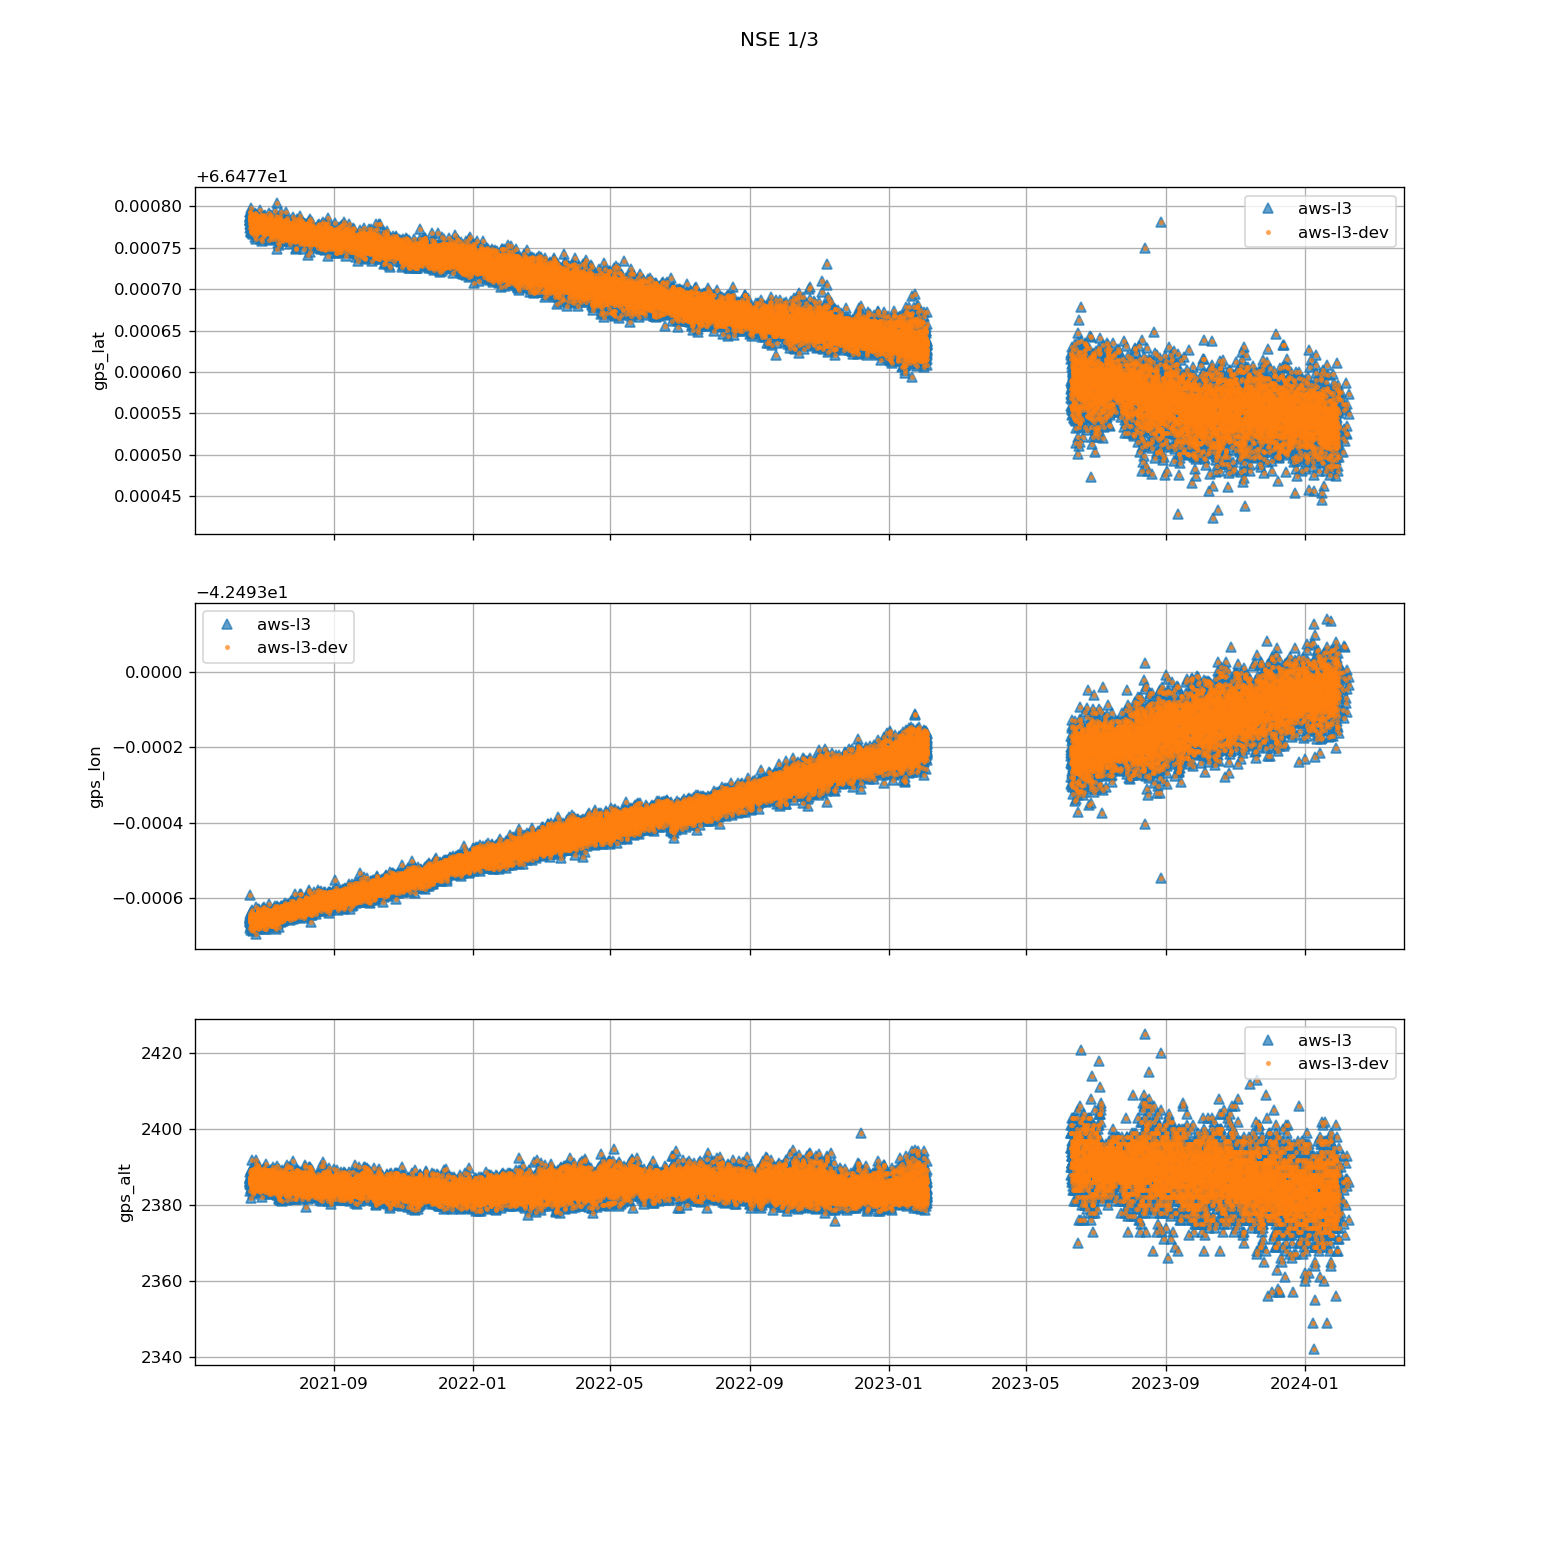 NSE 1/3
+6.6477e1
0.00080
0.00075
0.00070
0.00065
0.00060
0.00055
0.00050
0.00045
gps_lat
aws-l3
aws-l3-dev
−4.2493e1
0.0000
−0.0002
−0.0004
−0.0006
gps_lon
aws-l3
aws-l3-dev
2420
2400
2380
2360
2340
gps_alt
aws-l3
aws-l3-dev
2021-09 2022-01 2022-05 2022-09 2023-01 2023-05 2023-09 2024-01